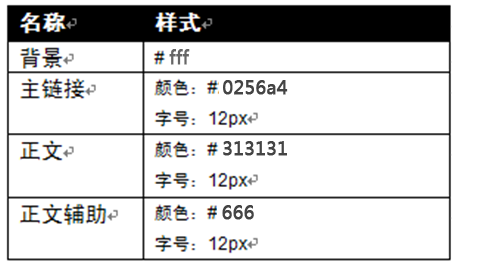 名称 样式
背景 # fff
主链接 颜色：# 0256a4
字号：12px
正文 颜色：# 313131
字号：12px
正文辅助 颜色：# 666
字号：12px